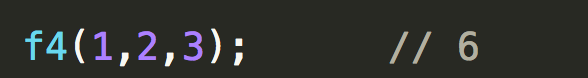 f4(1,2,3);      // 6